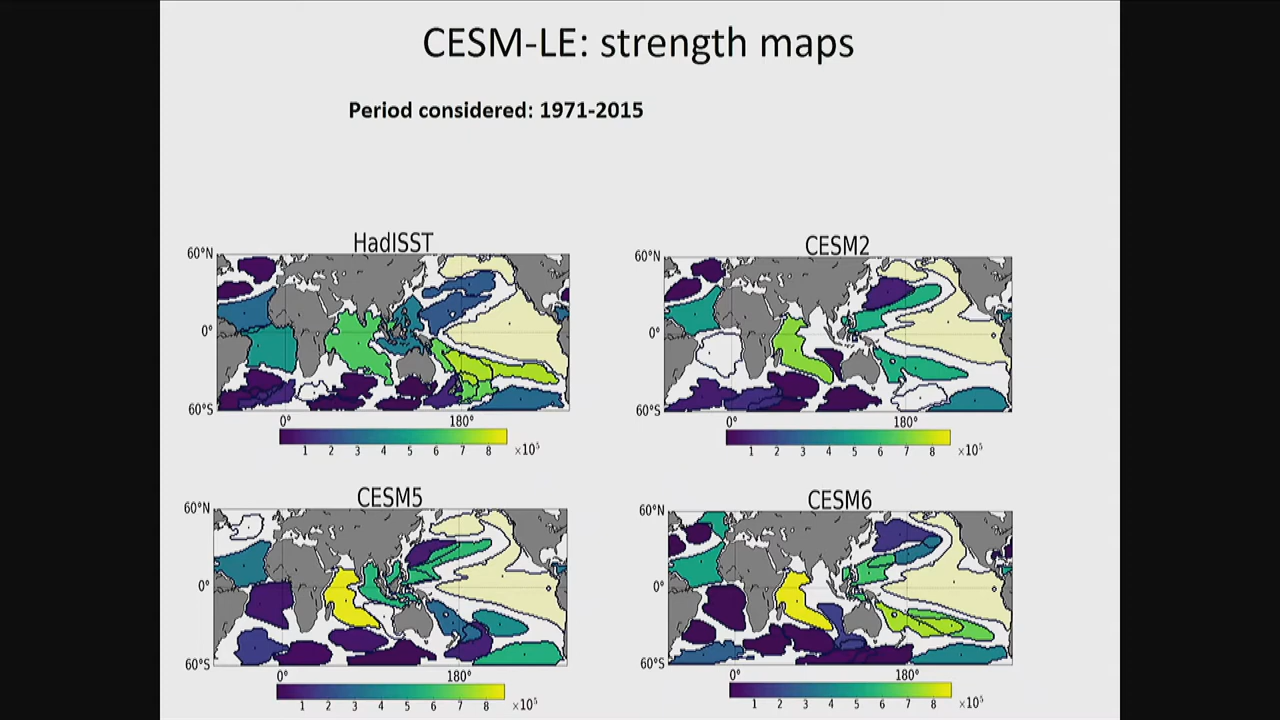 CESM-LE: strength maps
Period considered: 1971-2015
HadISST
60°N
0°
60°S
0° 180°
1 2 3 4 5 6 7 8 ×10⁵
CESM2
60°N
0°
60°S
0° 180°
1 2 3 4 5 6 7 8 ×10⁵
CESM5
60°N
0°
60°S
0° 180°
1 2 3 4 5 6 7 8 ×10⁵
CESM6
60°N
0°
60°S
0° 180°
1 2 3 4 5 6 7 8 ×10⁵